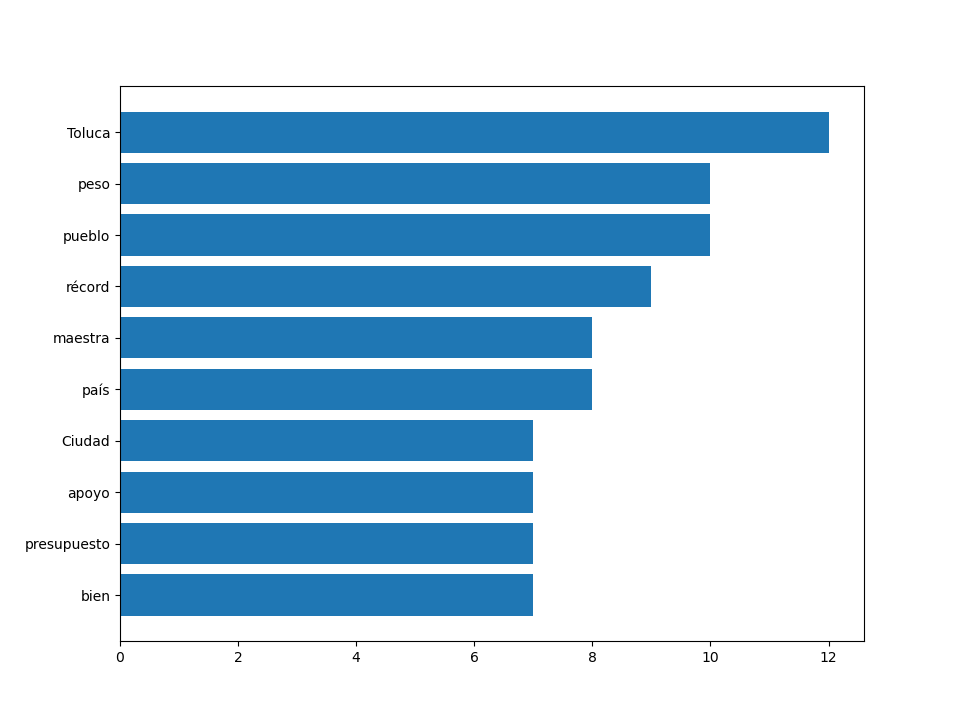 Toluca
peso
pueblo
récord
maestra
país
Ciudad
apoyo
presupuesto
bien
0 2 4 6 8 10 12